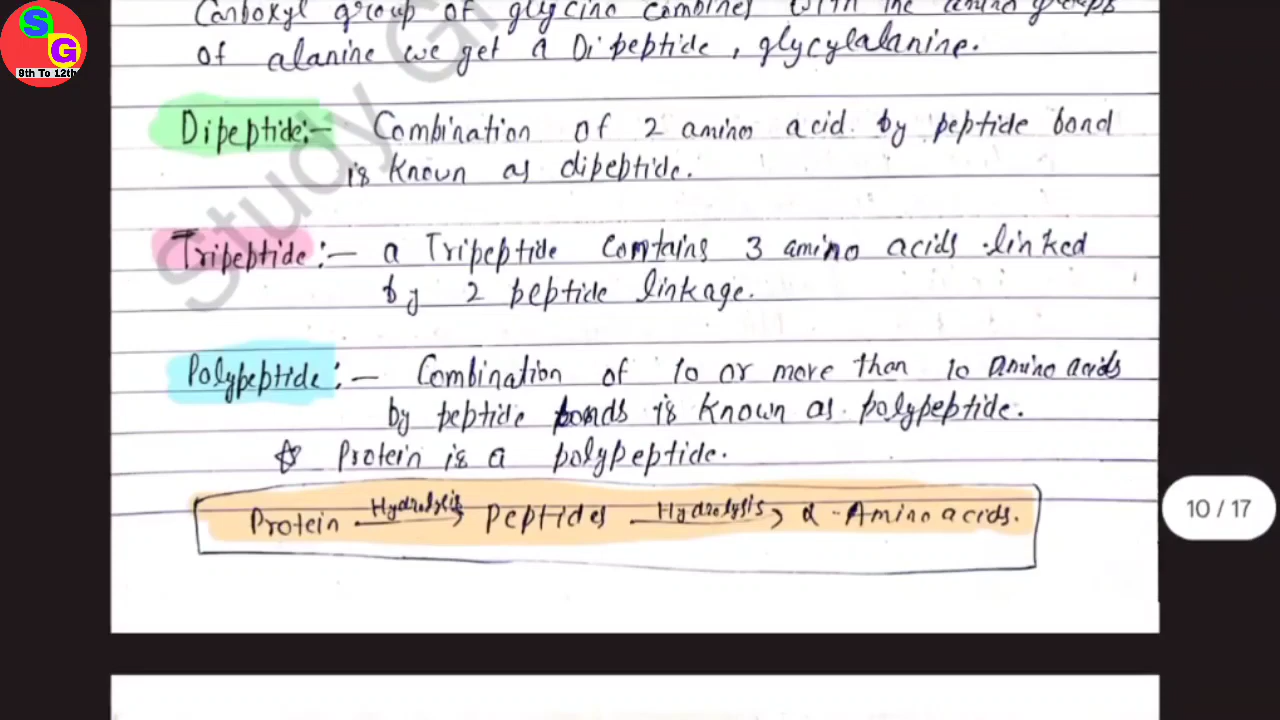 S
G
9th To 12th
Carboxyl group of glycine combines with the amino groups
of alanine we get a Dipeptide, glycylalanine.
Study G
Dipeptide:- Combination of 2 amino acid by peptide bond
is known as dipeptide.
Tripeptide:- a Tripeptide contains 3 amino acids linked
by 2 peptide linkage.
Polypeptide:- Combination of 10 or more than 10 amino acids
by peptide bonds is known as polypeptide.
☆ Protein is a polypeptide.
Protein Hydrolysis → Peptides Hydrolysis → α-Amino acids.
10 / 17